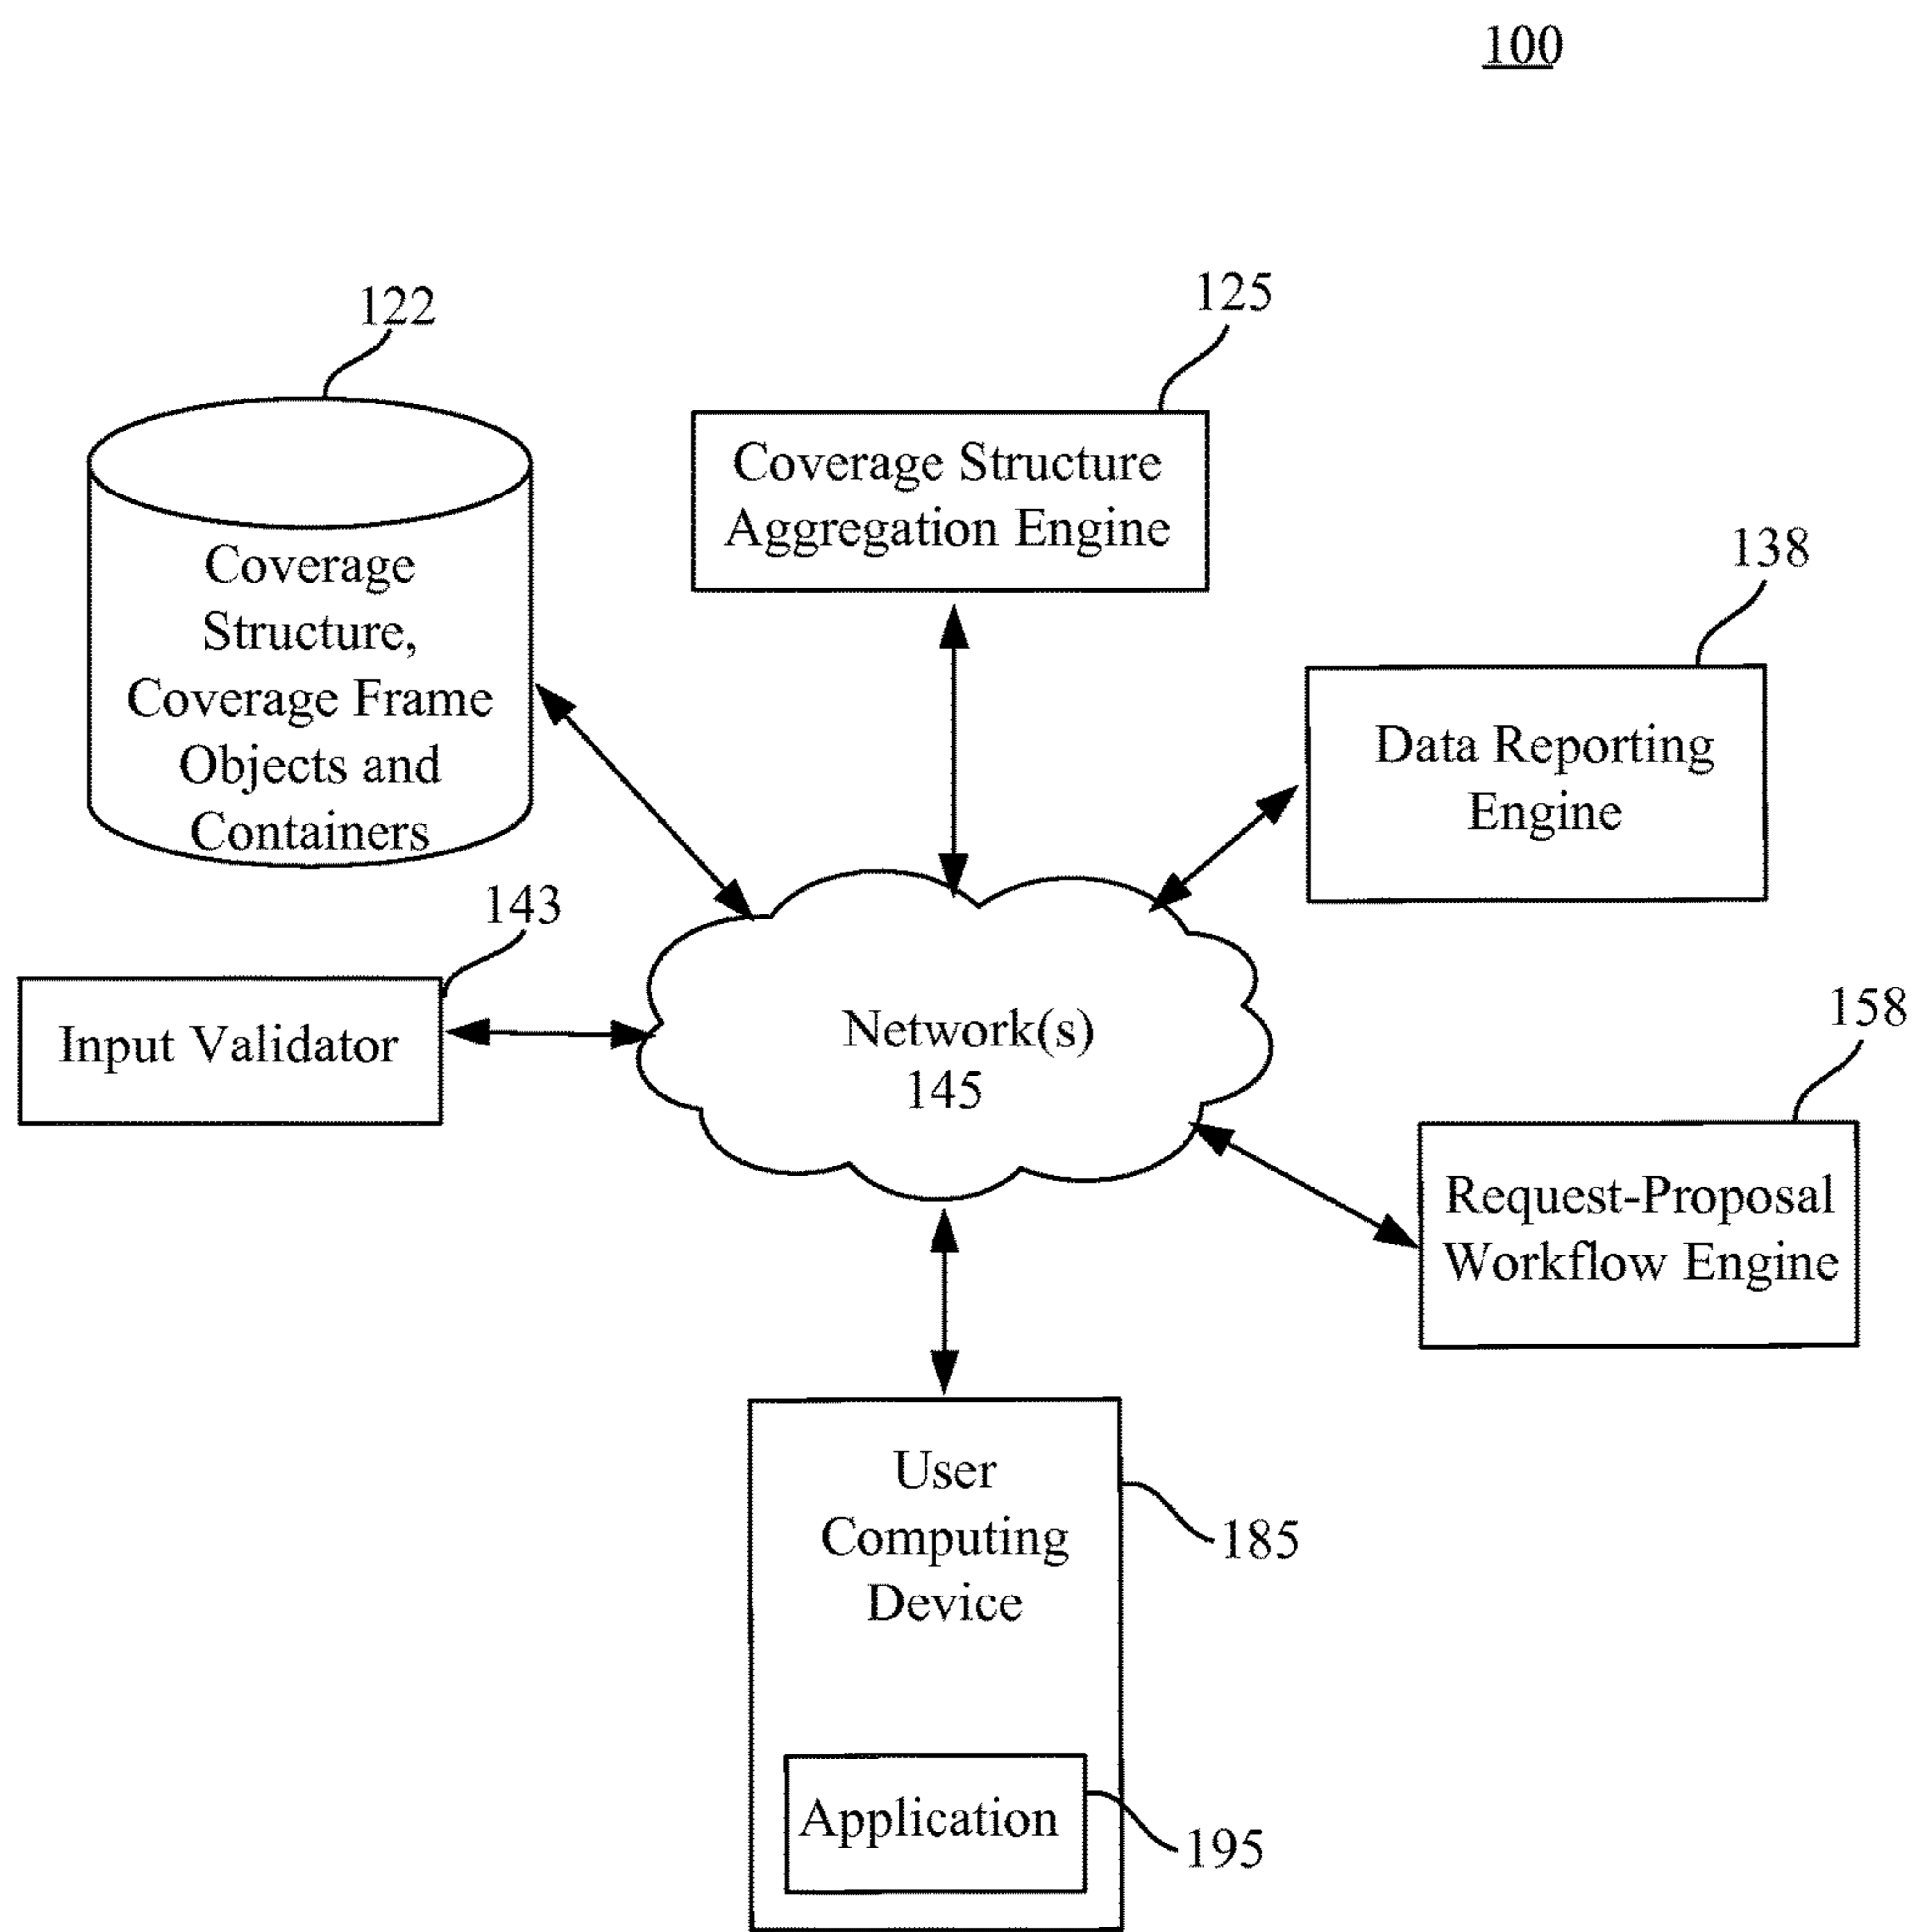 100
122
125
Coverage Structure
Aggregation Engine
138
Coverage
Structure,
Coverage Frame
Objects and
Containers
Data Reporting
Engine
143
Input Validator
Network(s)
145
158
Request-Proposal
Workflow Engine
User
Computing
Device
185
Application
195